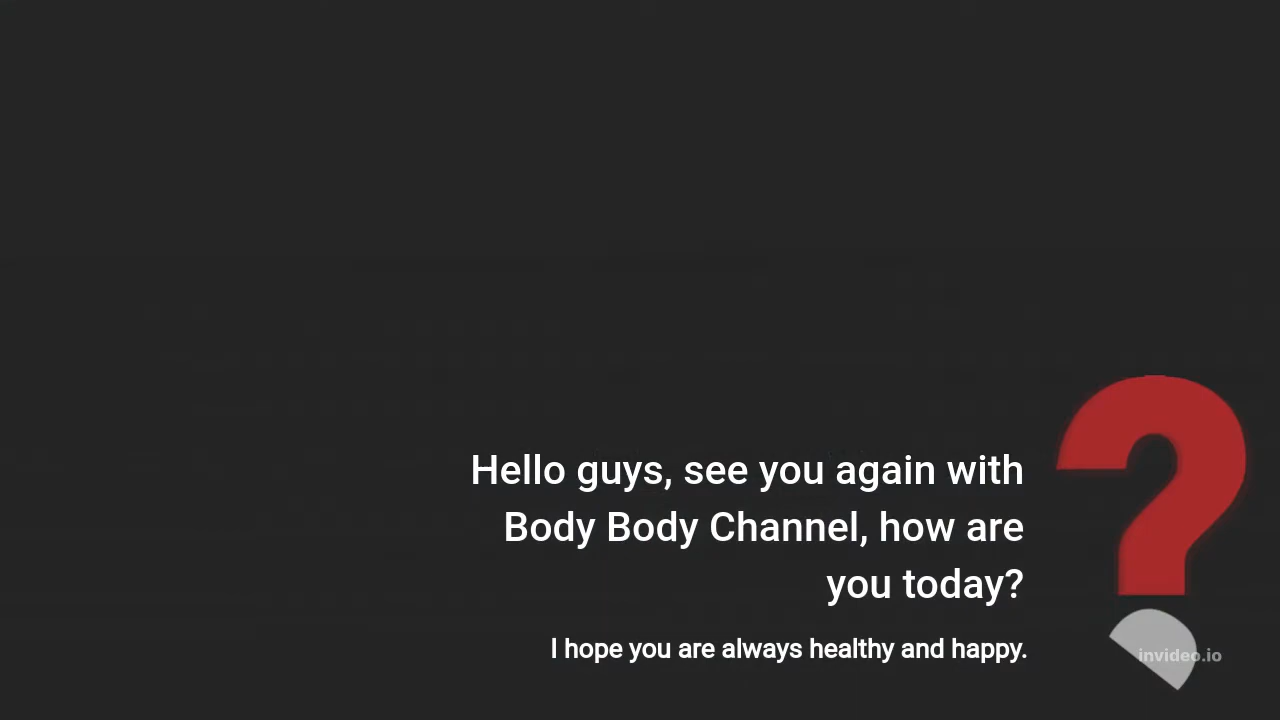 Hello guys, see you again with
Body Body Channel, how are
you today?
I hope you are always healthy and happy.
?
invideo.io